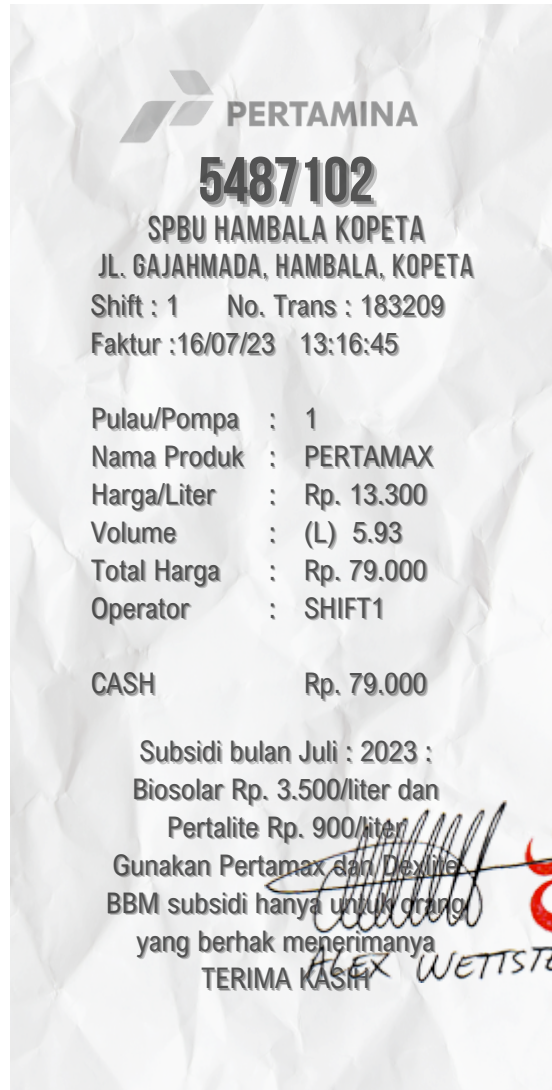 PERTAMINA
5487102
SPBU HAMBALA KOPETA
JL. GAJAHMADA, HAMBALA, KOPETA
Shift : 1 No. Trans : 183209
Faktur :16/07/23 13:16:45
Pulau/Pompa : 1
Nama Produk : PERTAMAX
Harga/Liter : Rp. 13.300
Volume : (L) 5.93
Total Harga : Rp. 79.000
Operator : SHIFT1
CASH Rp. 79.000
Subsidi bulan Juli : 2023 :
Biosolar Rp. 3.500/liter dan
Pertalite Rp. 900/liter
Gunakan Pertamax dan Dexlite
BBM subsidi hanya untuk orang
yang berhak menerimanya
TERIMA KASIH
ALEX WETTSTE